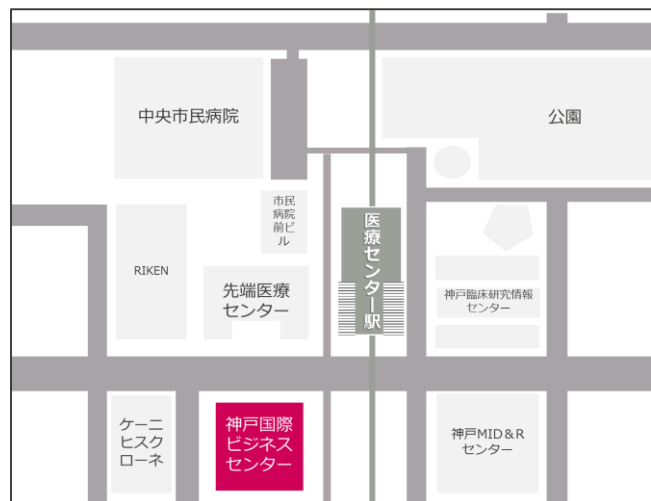 中央市民病院
公園
市民
病院
前ビ
ル
医療センター駅
RIKEN
先端医療
センター
神戸臨床研究情報
センター
ケーニ
ヒスク
ローネ
神戸国際
ビジネス
センター
神戸MID&R
センター